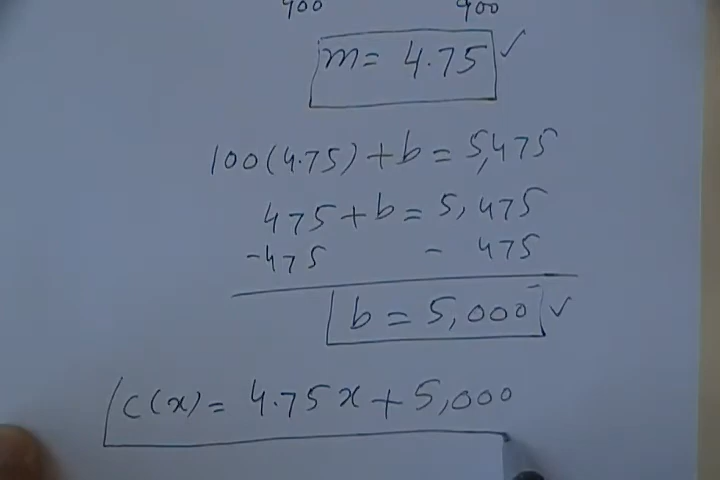 400 400
m= 4.75 ✓
100(4.75)+b=5,475
475+b=5,475
-475 - 475
b=5,000 ✓
C(x)= 4.75x+5,000